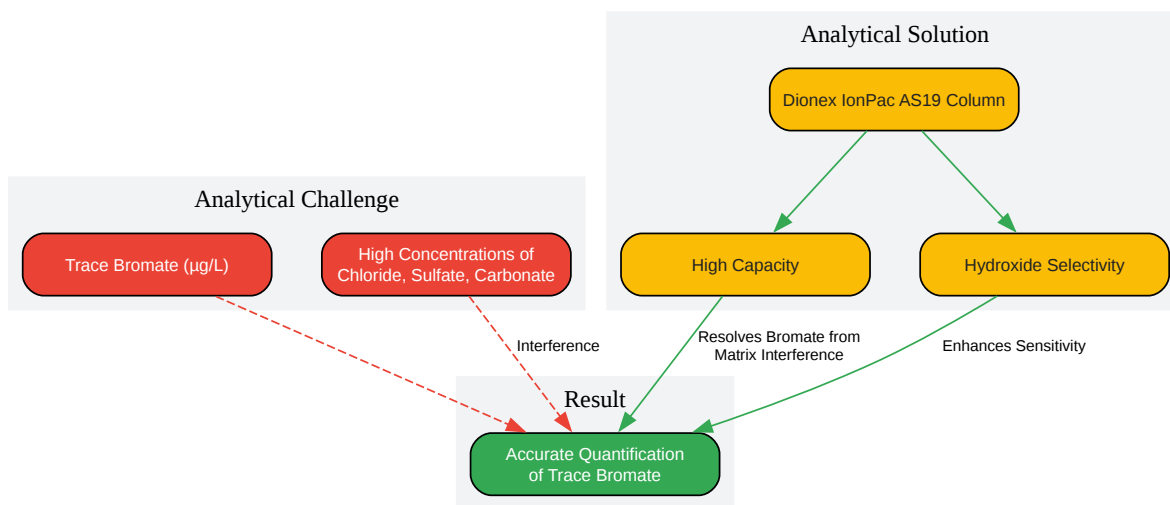 Analytical Solution
Dionex IonPac AS19 Column
Analytical Challenge
Trace Bromate (µg/L)
High Concentrations of
Chloride, Sulfate, Carbonate
High Capacity
Hydroxide Selectivity
Interference
Resolves Bromate from
Matrix Interference
Enhances Sensitivity
Result
Accurate Quantification
of Trace Bromate